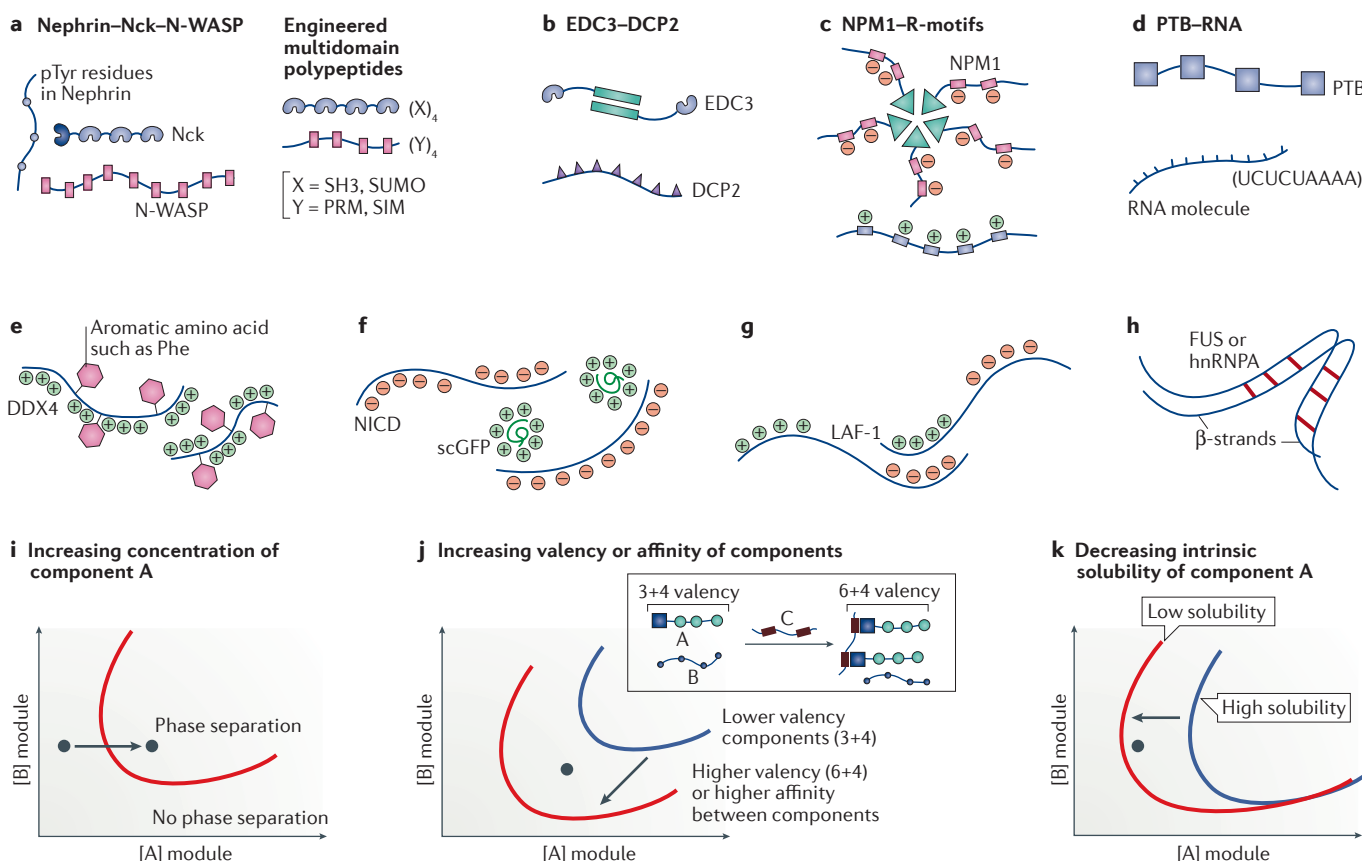 a Nephrin–Nck–N-WASP
pTyr residues
in Nephrin
Nck
N-WASP
Engineered
multidomain
polypeptides
(X)4
(Y)4
X = SH3, SUMO
Y = PRM, SIM
b EDC3–DCP2
EDC3
DCP2
c NPM1–R-motifs
NPM1
d PTB–RNA
PTB
(UCUCUAAAA)
RNA molecule
e
Aromatic amino acid
such as Phe
DDX4
f
NICD
scGFP
g
LAF-1
h
FUS or
hnRNPA
β-strands
i Increasing concentration of
component A
[B] module
Phase separation
No phase separation
[A] module
j Increasing valency or affinity of components
3+4 valency
6+4 valency
A
B
C
[B] module
Lower valency
components (3+4)
Higher valency (6+4)
or higher affinity
between components
[A] module
k Decreasing intrinsic
solubility of component A
Low solubility
High solubility
[B] module
[A] module